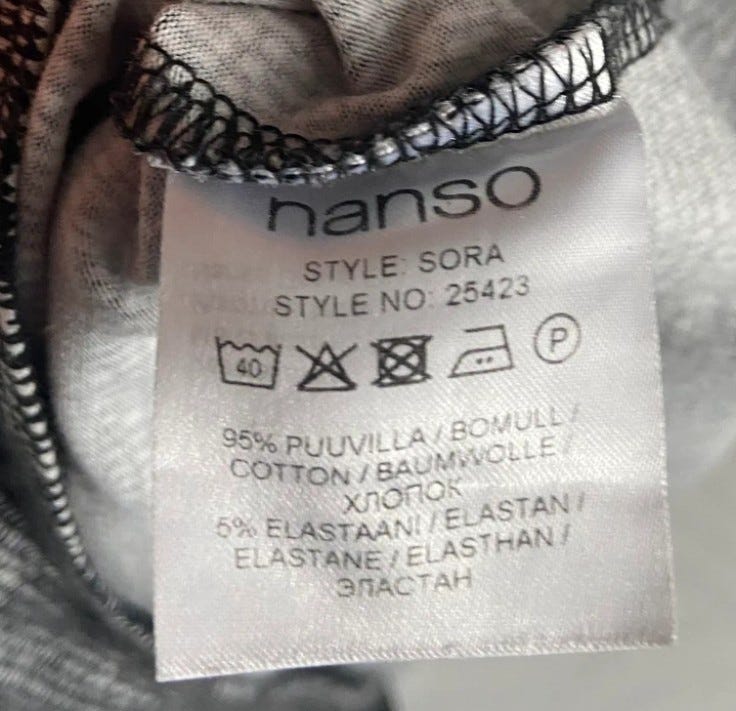 nanso
STYLE: SORA
STYLE NO: 25423
40 P
95% PUUVILLA / BOMULL /
COTTON / BAUMWOLLE /
ХЛОПОК
5% ELASTAANI / ELASTAN /
ELASTANE / ELASTHAN /
ЭЛАСТАН